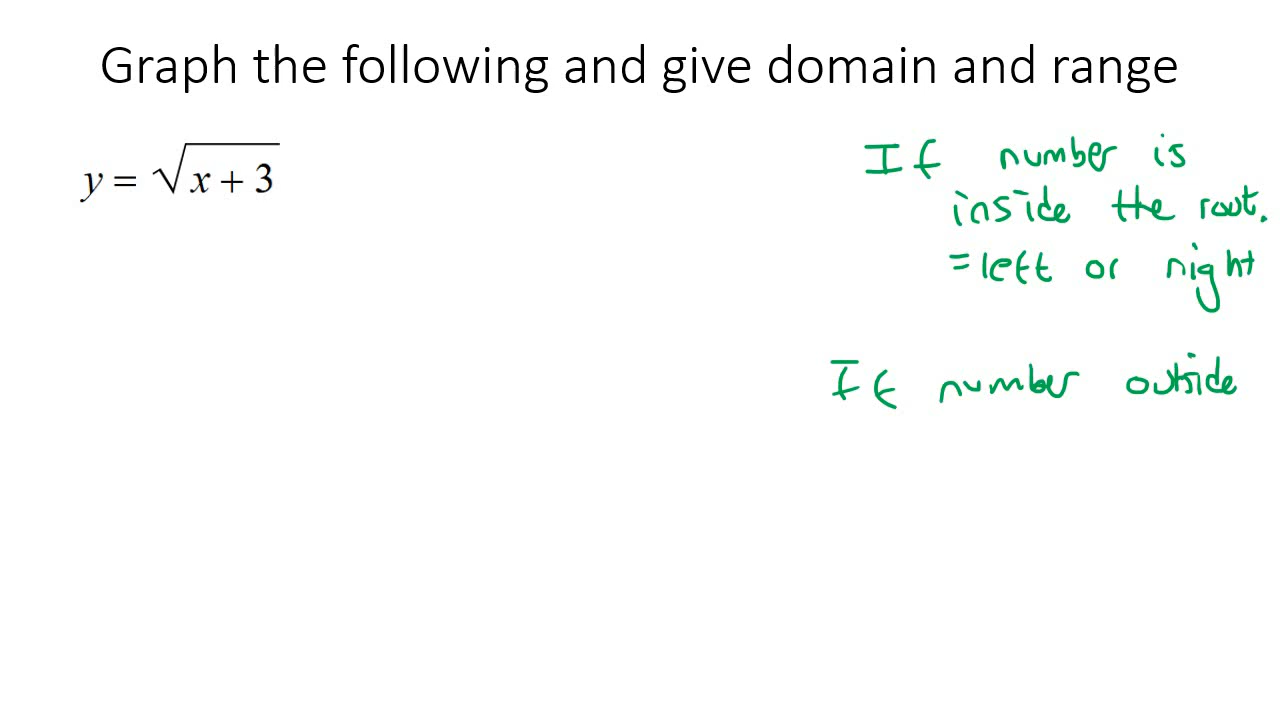 Graph the following and give domain and range
y = √x + 3
If number is
inside the root.
= left or right
If number outside